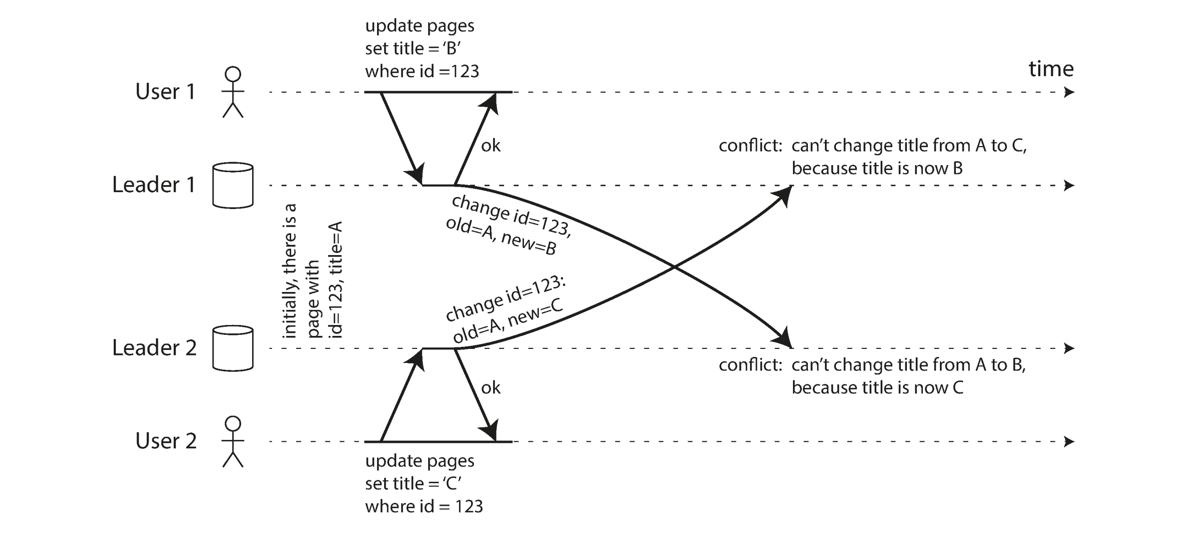 update pages
set title = ‘B’
where id =123
time
User 1
ok
conflict: can’t change title from A to C,
because title is now B
Leader 1
change id=123,
old=A, new=B
initially, there is a
page with
id=123, title=A
change id=123:
old=A, new=C
Leader 2
conflict: can’t change title from A to B,
because title is now C
ok
User 2
update pages
set title = ‘C’
where id = 123